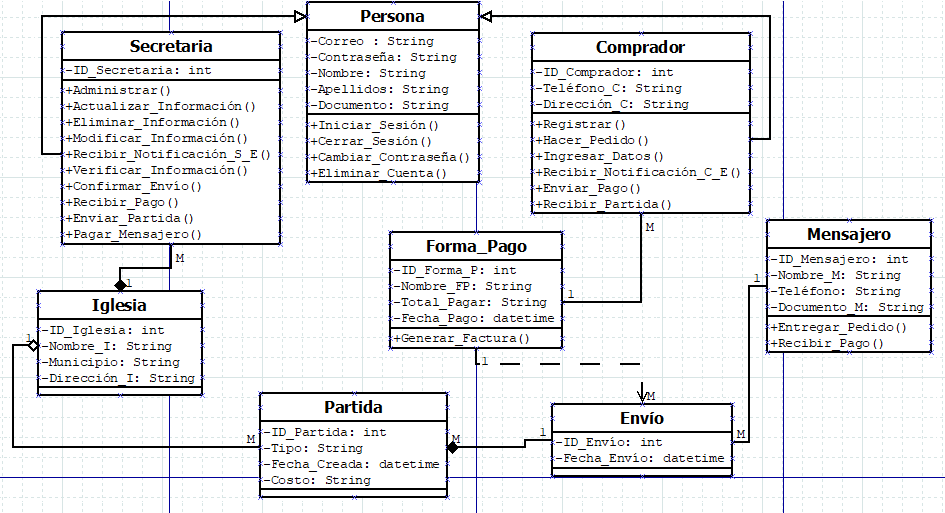 Persona
-Correo : String
-Contraseña: String
-Nombre: String
-Apellidos: String
-Documento: String
+Iniciar_Sesión()
+Cerrar_Sesión()
+Cambiar_Contraseña()
+Eliminar_Cuenta()
Secretaria
-ID_Secretaria: int
+Administrar()
+Actualizar_Información()
+Eliminar_Información()
+Modificar_Información()
+Recibir_Notificación_S_E()
+Verificar_Información()
+Confirmar_Envío()
+Recibir_Pago()
+Enviar_Partida()
+Pagar_Mensajero()
M
1
Comprador
-ID_Comprador: int
-Teléfono_C: String
-Dirección_C: String
+Registrar()
+Hacer_Pedido()
+Ingresar_Datos()
+Recibir_Notificación_C_E()
+Enviar_Pago()
+Recibir_Partida()
M
1
Forma_Pago
-ID_Forma_P: int
-Nombre_FP: String
-Total_Pagar: String
-Fecha_Pago: datetime
+Generar_Factura()
1
M
Mensajero
-ID_Mensajero: int
-Nombre_M: String
-Teléfono: String
-Documento_M: String
+Entregar_Pedido()
+Recibir_Pago()
1
M
Iglesia
-ID_Iglesia: int
-Nombre_I: String
-Municipio: String
-Dirección_I: String
1
M
Partida
-ID_Partida: int
-Tipo: String
-Fecha_Creada: datetime
-Costo: String
M
1
Envío
-ID_Envío: int
-Fecha_Envío: datetime